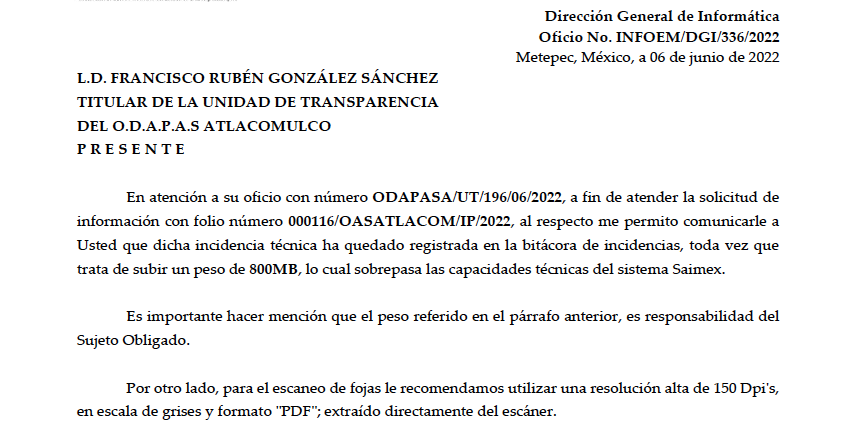 Dirección General de Informática
Oficio No. INFOEM/DGI/336/2022
Metepec, México, a 06 de junio de 2022
L.D. FRANCISCO RUBÉN GONZÁLEZ SÁNCHEZ
TITULAR DE LA UNIDAD DE TRANSPARENCIA
DEL O.D.A.P.A.S ATLACOMULCO
P R E S E N T E
En atención a su oficio con número ODAPASA/UT/196/06/2022, a fin de atender la solicitud de
información con folio número 000116/OASATLACOM/IP/2022, al respecto me permito comunicarle a
Usted que dicha incidencia técnica ha quedado registrada en la bitácora de incidencias, toda vez que
trata de subir un peso de 800MB, lo cual sobrepasa las capacidades técnicas del sistema Saimex.
Es importante hacer mención que el peso referido en el párrafo anterior, es responsabilidad del
Sujeto Obligado.
Por otro lado, para el escaneo de fojas le recomendamos utilizar una resolución alta de 150 Dpi's,
en escala de grises y formato "PDF"; extraído directamente del escáner.